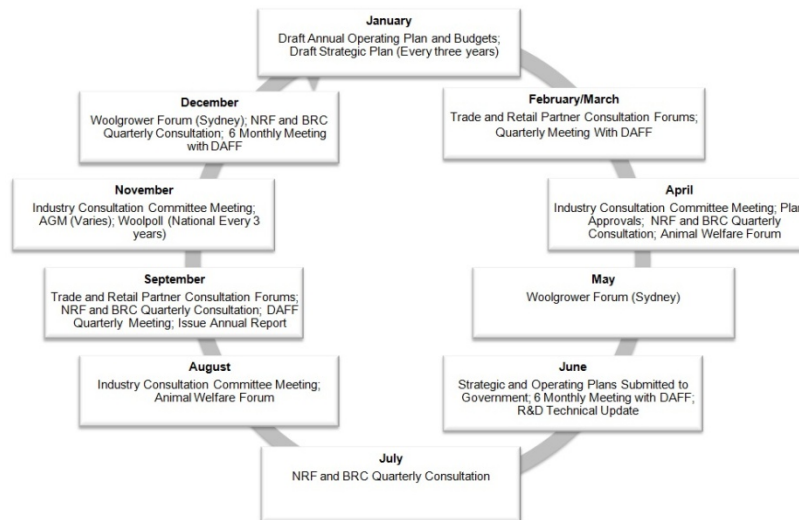 January
Draft Annual Operating Plan and Budgets;
Draft Strategic Plan (Every three years)
February/March
Trade and Retail Partner Consultation Forums;
Quarterly Meeting With DAFF
April
Industry Consultation Committee Meeting; Plan
Approvals; NRF and BRC Quarterly
Consultation; Animal Welfare Forum
May
Woolgrower Forum (Sydney)
June
Strategic and Operating Plans Submitted to
Government; 6 Monthly Meeting with DAFF;
R&D Technical Update
July
NRF and BRC Quarterly Consultation
August
Industry Consultation Committee Meeting;
Animal Welfare Forum
September
Trade and Retail Partner Consultation Forums;
NRF and BRC Quarterly Consultation; DAFF
Quarterly Meeting; Issue Annual Report
November
Industry Consultation Committee Meeting;
AGM (Varies); Woolpoll (National Every 3
years)
December
Woolgrower Forum (Sydney); NRF and BRC
Quarterly Consultation; 6 Monthly Meeting
with DAFF